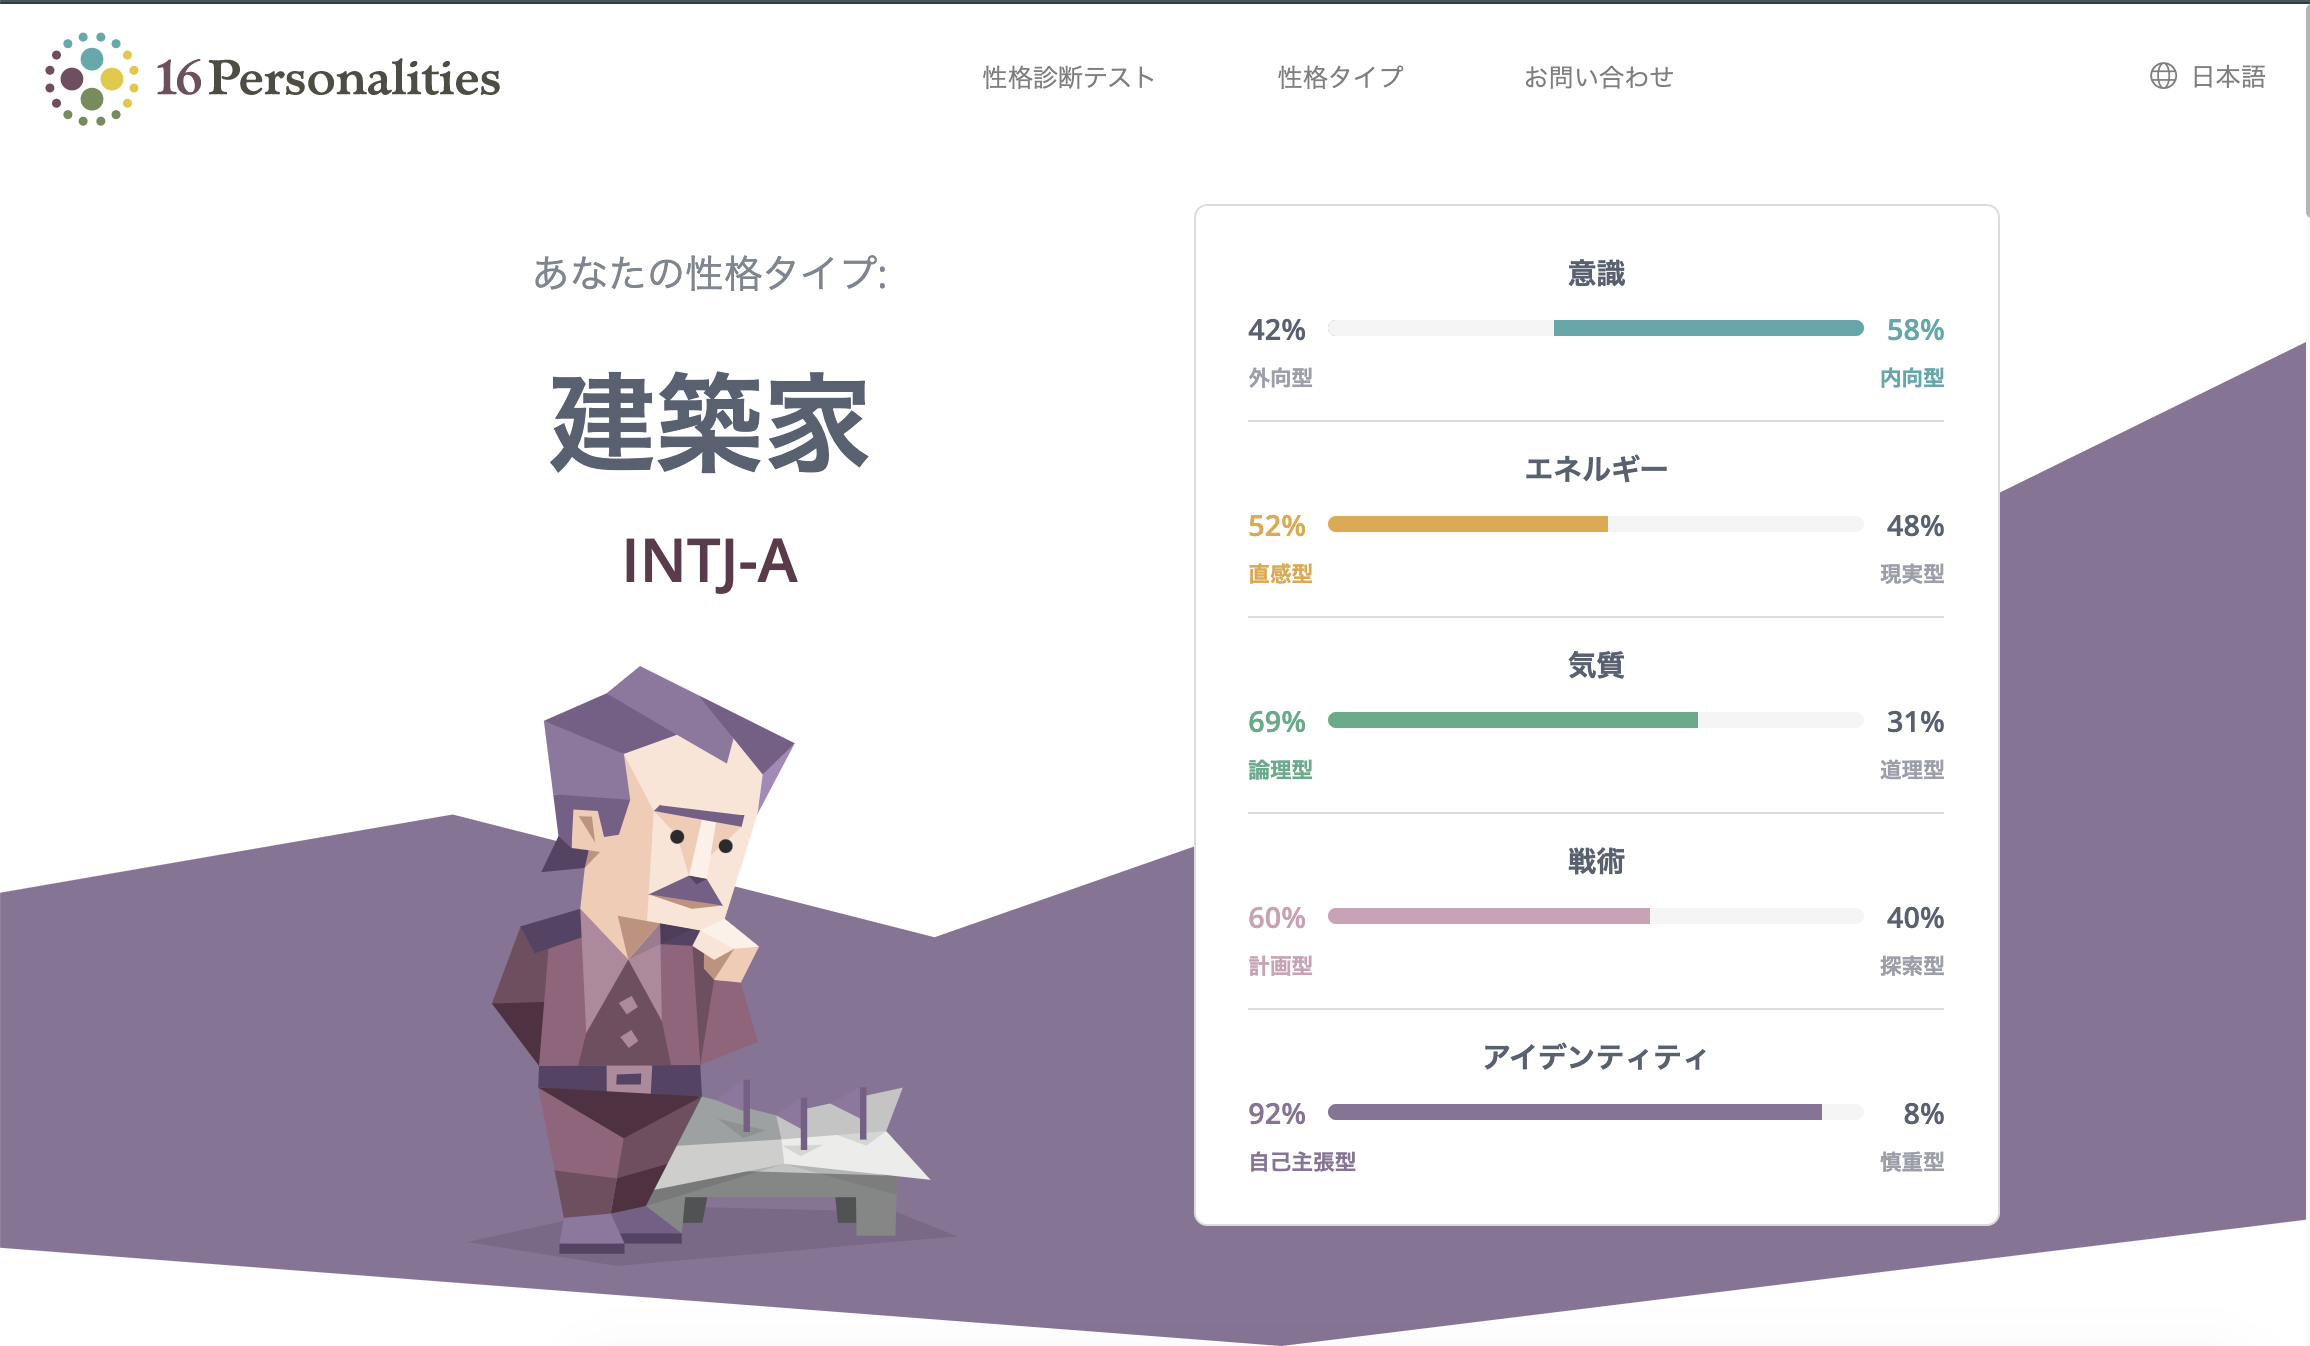 16Personalities
性格診断テスト
性格タイプ
お問い合わせ
日本語
あなたの性格タイプ:
建築家
INTJ-A
意識
42% 58%
外向型 内向型
エネルギー
52% 48%
直感型 現実型
気質
69% 31%
論理型 道理型
戦術
60% 40%
計画型 探索型
アイデンティティ
92% 8%
自己主張型 慎重型